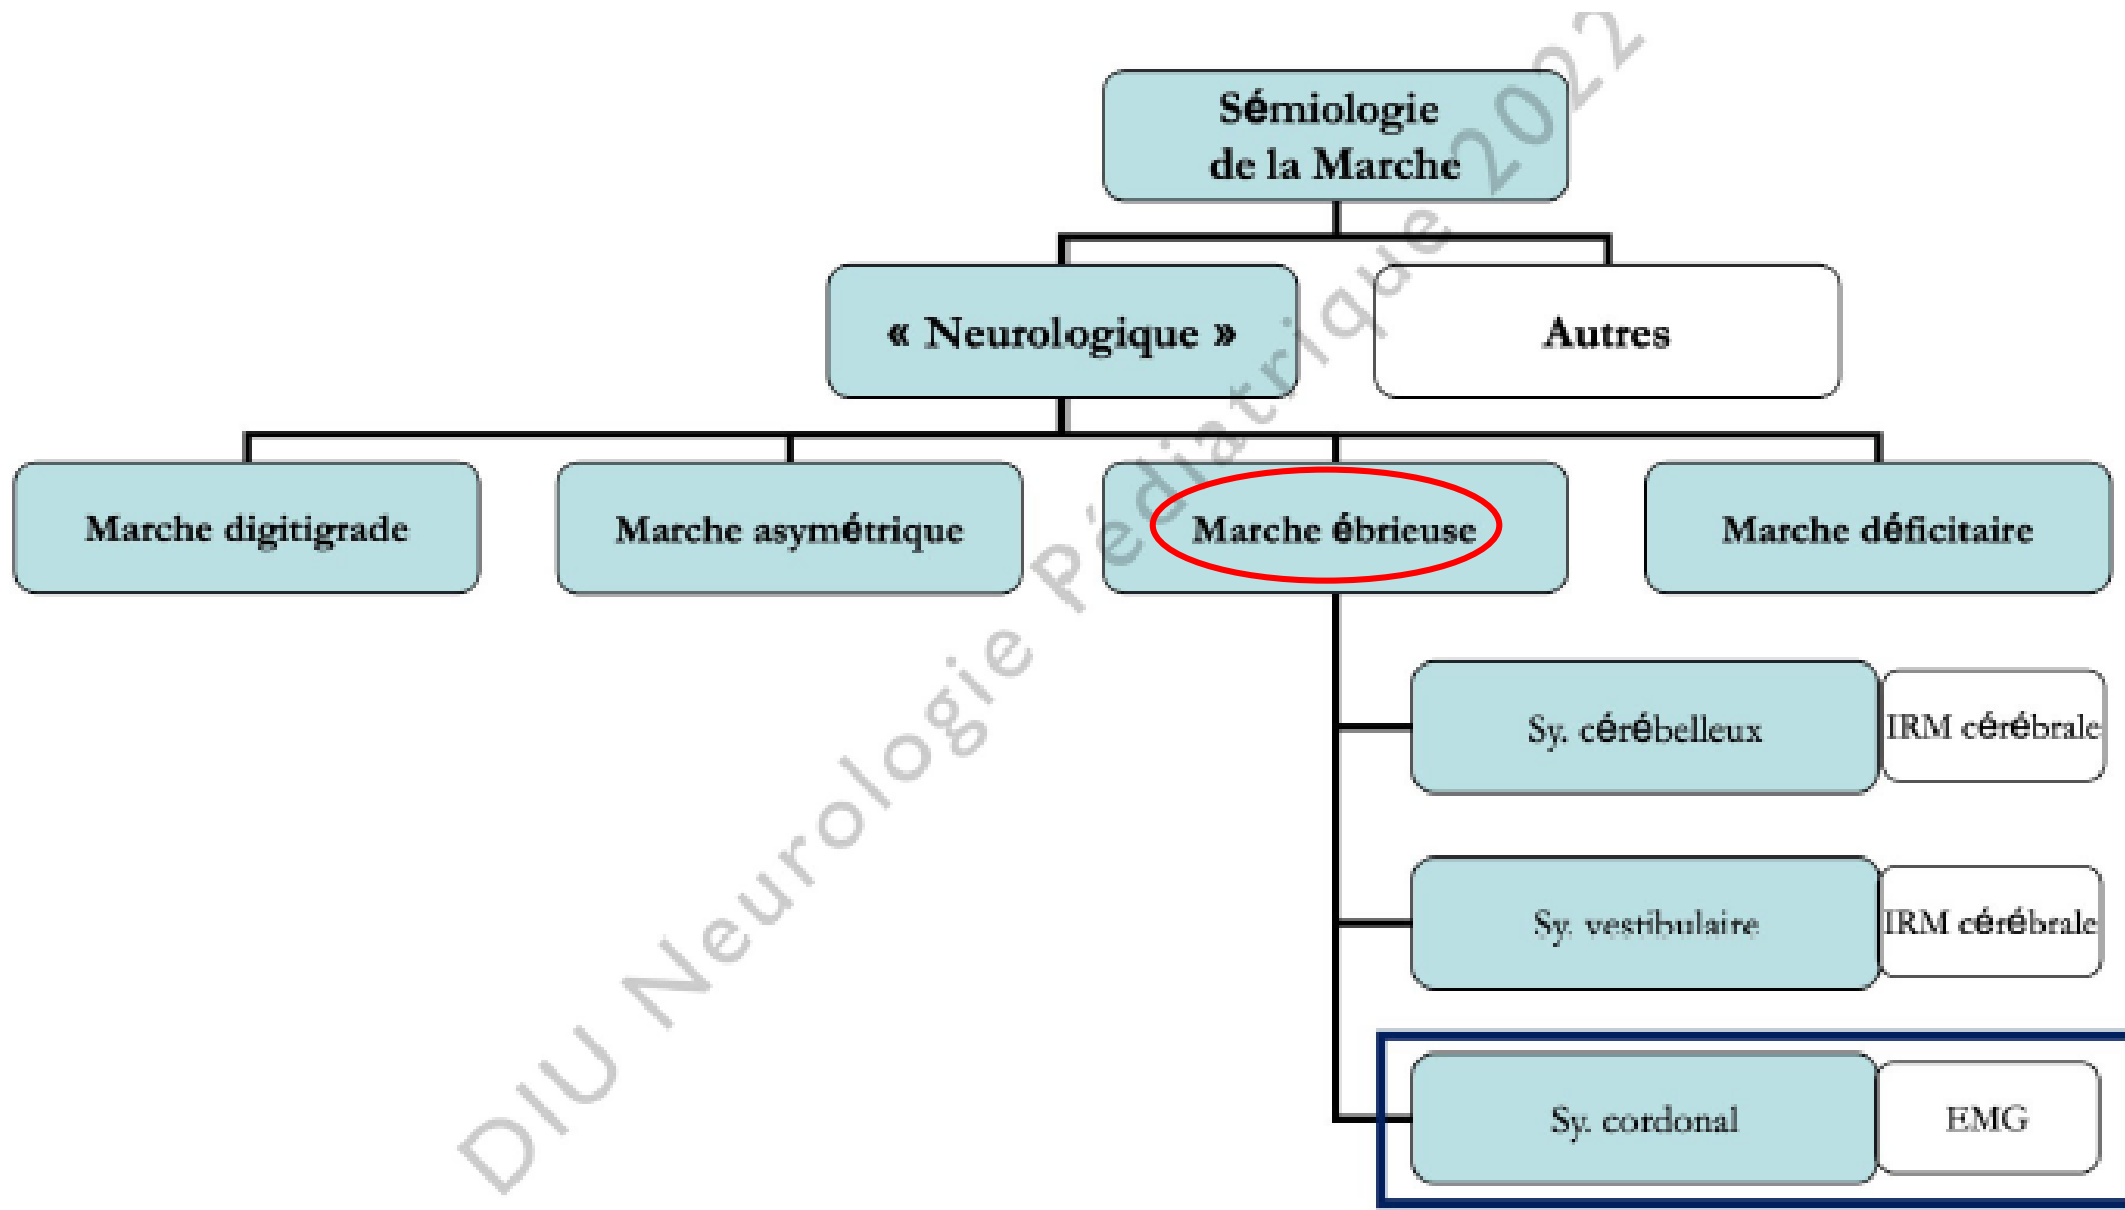 Sémiologie
de la Marche
« Neurologique »
Autres
Marche digitigrade
Marche asymétrique
Marche ébrieuse
Marche déficitaire
Sy. cérébelleux
IRM cérébrale
Sy. vestibulaire
IRM cérébrale
Sy. cordonal
EMG
DIU Neurologie Pédiatrique 2022